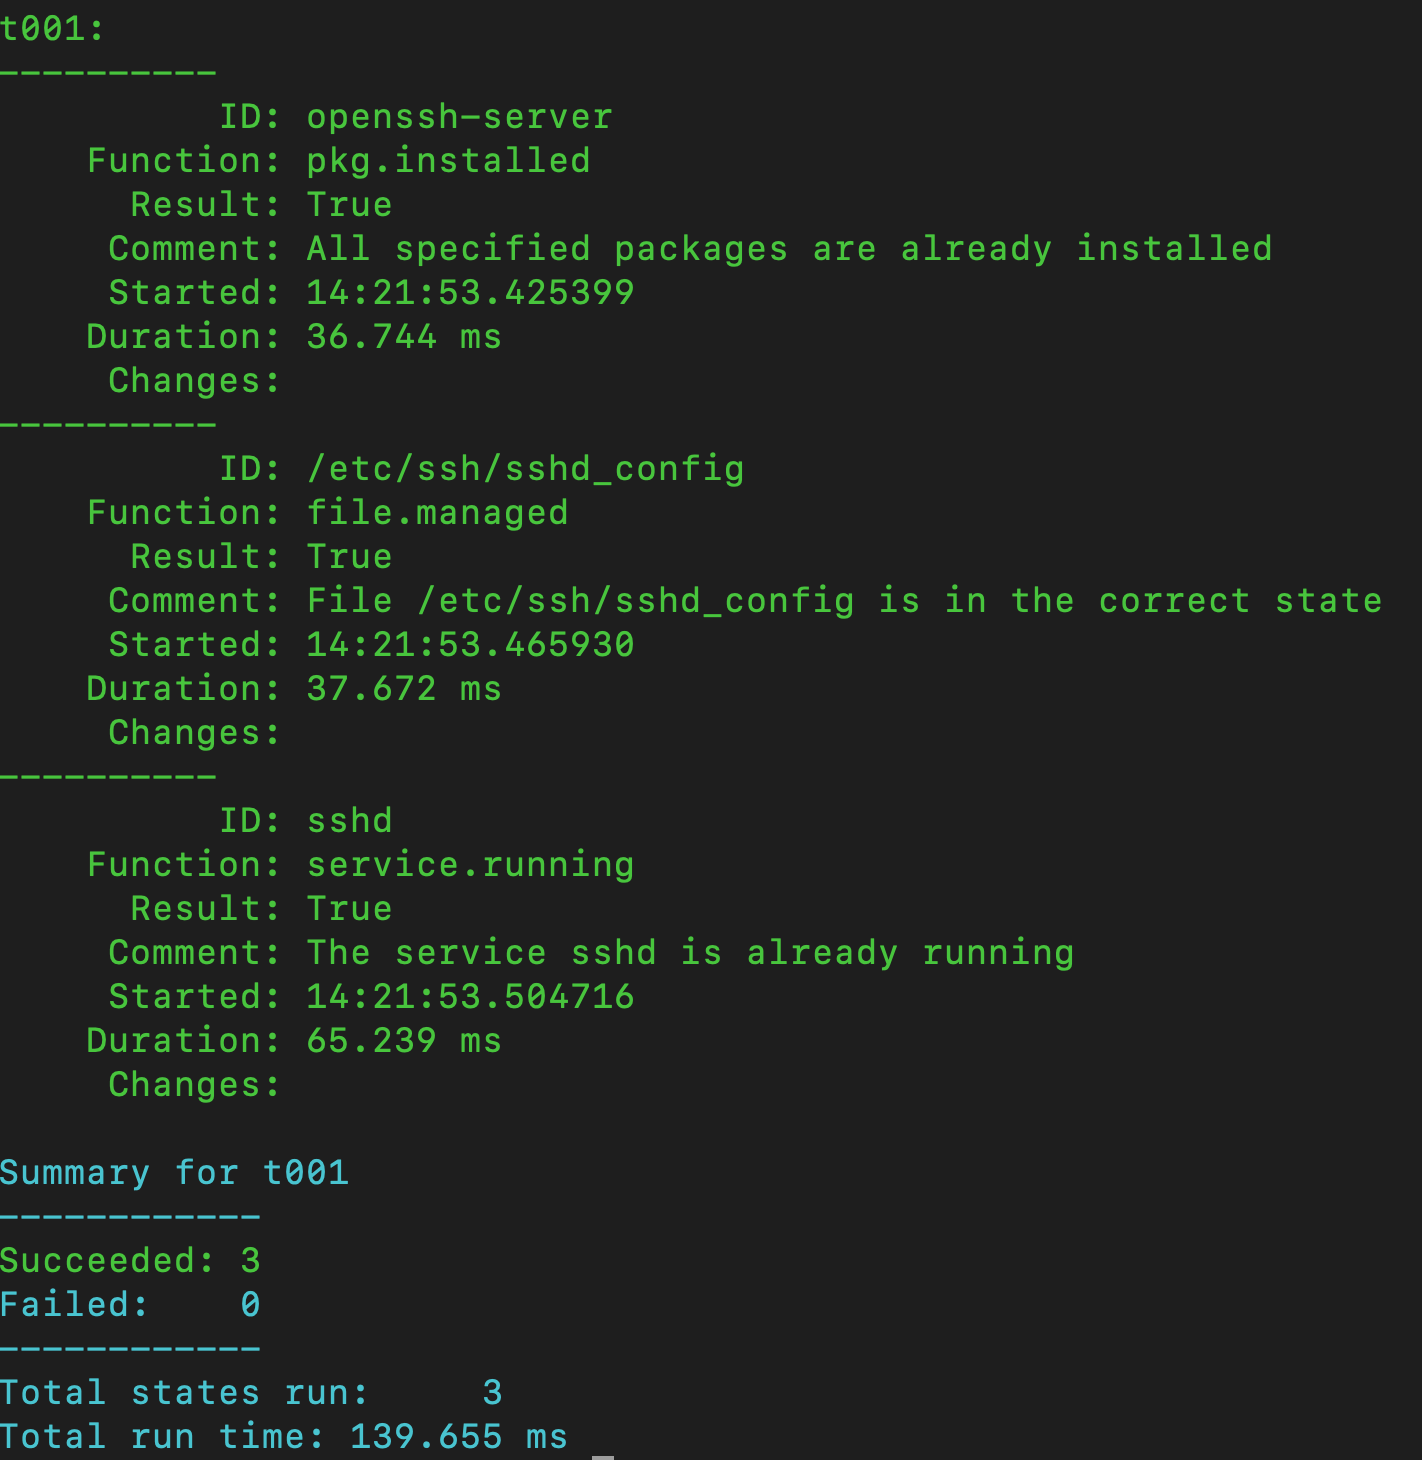 t001:
----------
          ID: openssh-server
    Function: pkg.installed
      Result: True
     Comment: All specified packages are already installed
     Started: 14:21:53.425399
    Duration: 36.744 ms
     Changes:
----------
          ID: /etc/ssh/sshd_config
    Function: file.managed
      Result: True
     Comment: File /etc/ssh/sshd_config is in the correct state
     Started: 14:21:53.465930
    Duration: 37.672 ms
     Changes:
----------
          ID: sshd
    Function: service.running
      Result: True
     Comment: The service sshd is already running
     Started: 14:21:53.504716
    Duration: 65.239 ms
     Changes:

Summary for t001
------------
Succeeded: 3
Failed:    0
------------
Total states run:     3
Total run time: 139.655 ms